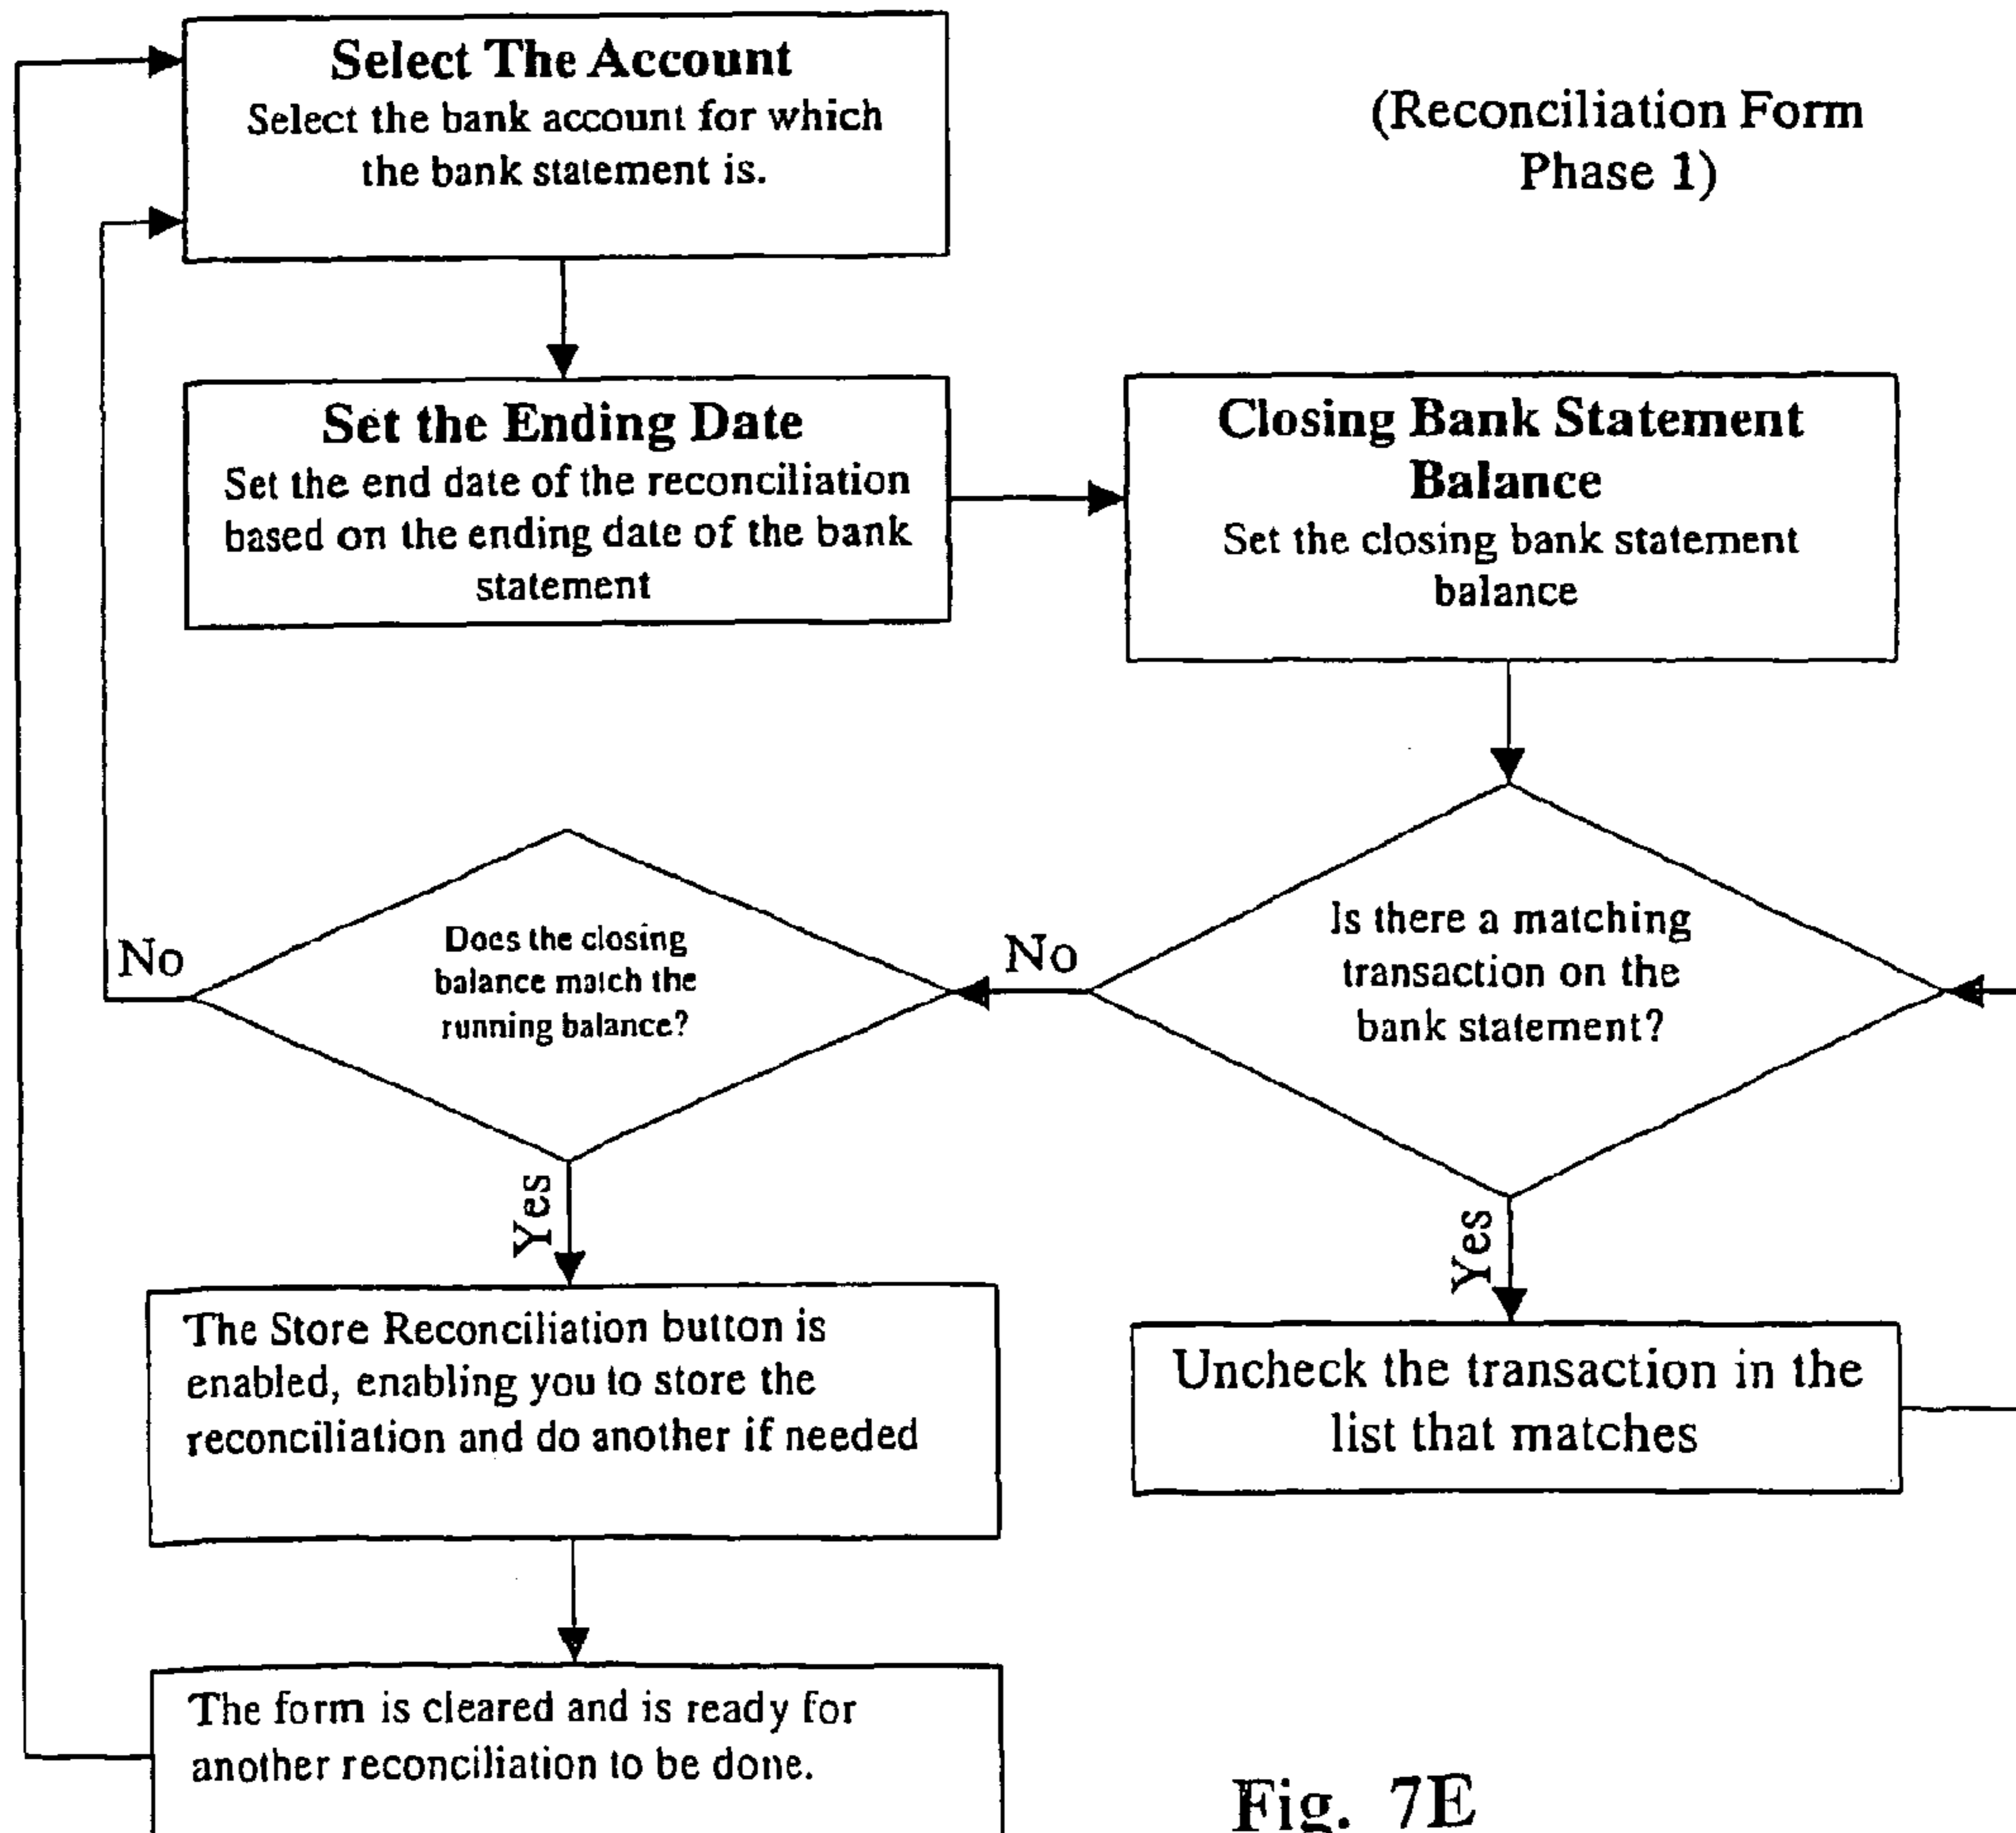 Select The Account
Select the bank account for which
the bank statement is.
(Reconciliation Form
Phase 1)
Set the Ending Date
Set the end date of the reconciliation
based on the ending date of the bank
statement
Closing Bank Statement
Balance
Set the closing bank statement
balance
Is there a matching
transaction on the
bank statement?
No
Does the closing
balance match the
running balance?
No
Yes
Yes
The Store Reconciliation button is
enabled, enabling you to store the
reconciliation and do another if needed
Uncheck the transaction in the
list that matches
The form is cleared and is ready for
another reconciliation to be done.
Fig. 7E